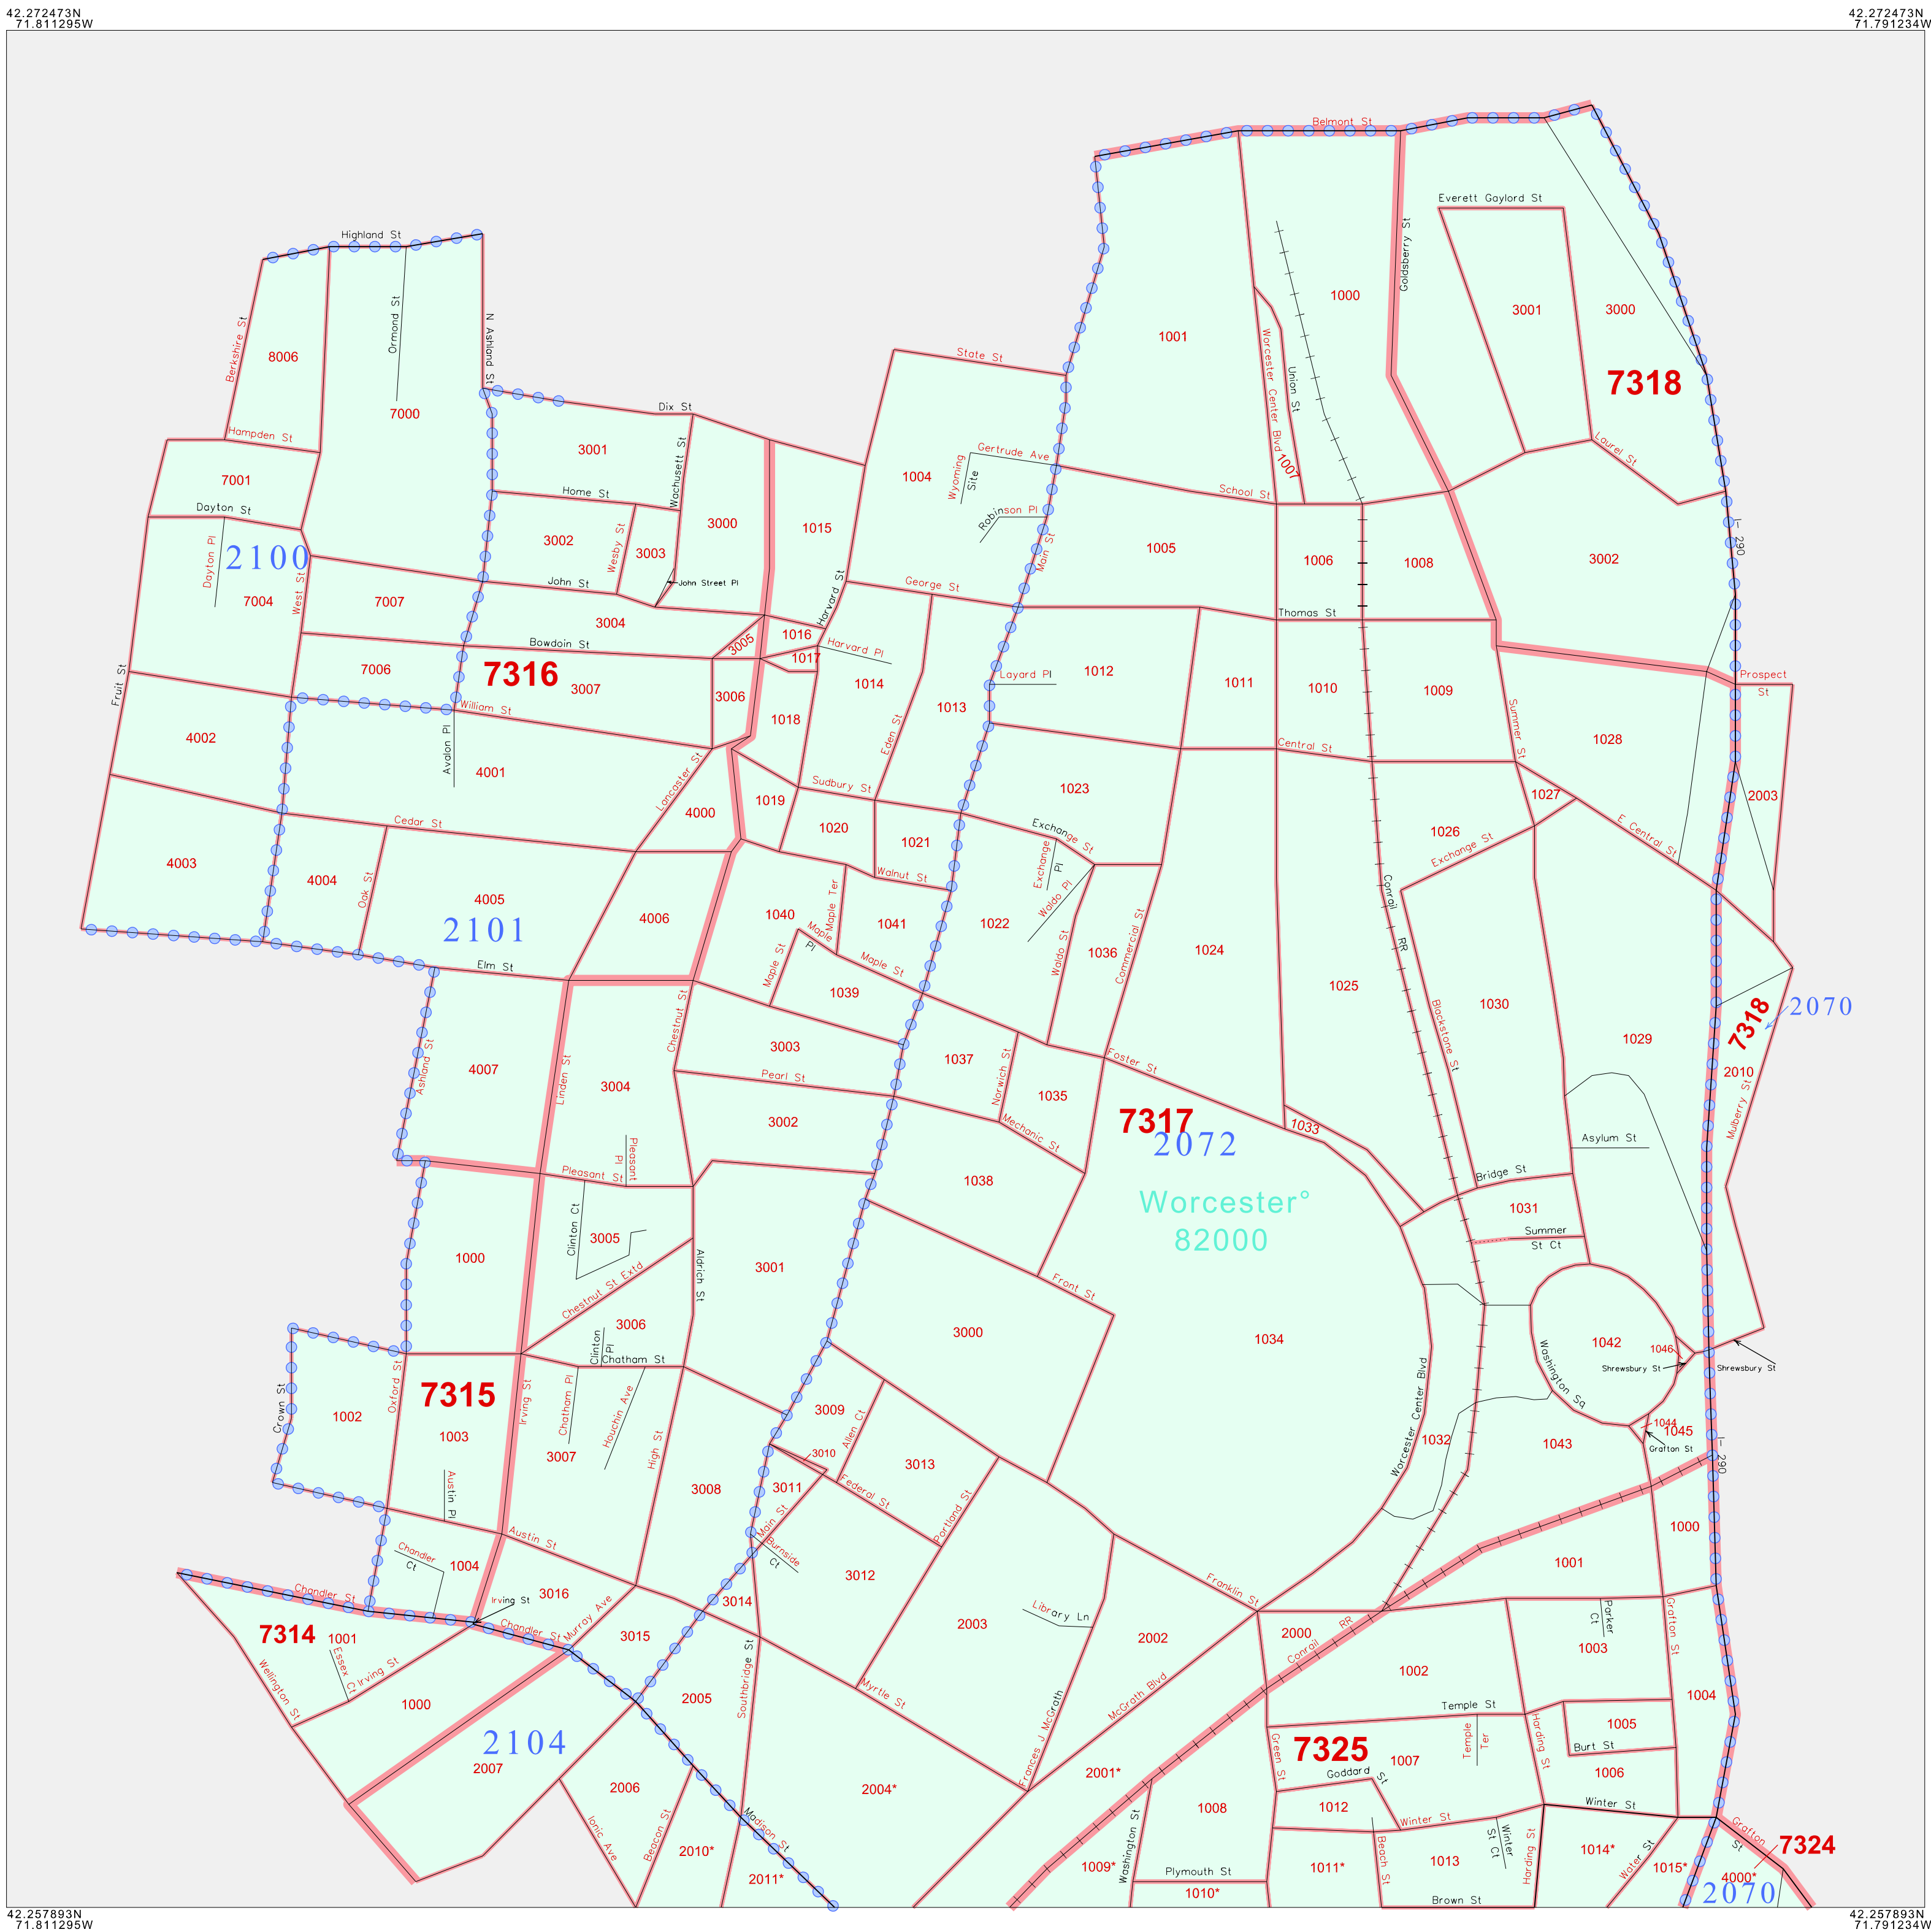 42.272473N
71.811295W
42.272473N
71.791234W
Belmont St
Everett Gaylord St
Goldsberry St
Highland St
Ormond St
N Ashland St
Berkshire St
8006
7000
1001
1000
3001
3000
7318
Worcester Center Blvd
Union St
1007
State St
Dix St
Hampden St
7001
3001
Wachusett St
Gertrude Ave
Wyoming
Site
1004
Laurel St
Home St
School St
Dayton St
Dayton Pl
2100
3002
Wesby St
3003
3000
1015
Robinson Pl
Main St
1005
1006
1008
3002
I- 290
John St
John Street Pl
7004
West St
7007
3004
Harvard St
George St
Thomas St
Bowdoin St
3005
1016
1017
Harvard Pl
7006
7316
3007
3006
1014
Layard Pl
1012
1011
1010
1009
Prospect
St
Fruit St
William St
1018
1013
Eden St
Summer St
1028
4002
Avalon Pl
4001
Lancaster St
Central St
4000
1019
Sudbury St
1023
1027
2003
Cedar St
1020
1021
Exchange St
Exchange
Pl
1026
Exchange St
E Central St
4003
4004
Oak St
4005
4006
Walnut St
Waldo Pl
Conrail
RR
2101
1040
Maple Ter
Maple
Pl
1041
1022
Waldo St
1036
Commercial St
1024
1025
Elm St
Maple St
Maple St
1039
1030
1029
Blackstone St
2070
7318
2010
Mulberry St
Ashland St
4007
Linden St
3004
Chestnut St
3003
Pearl St
1037
Norwich St
1035
Foster St
3002
Mechanic St
7317
2072
1033
Asylum St
Pleasant
Pl
Pleasant St
1038
Bridge St
Worcester°
82000
1031
Summer
St Ct
Clinton Ct
3005
1000
Aldrich St
3001
Chestnut St Extd
Front St
3006
Clinton
Pl
Chatham St
3000
1034
1042
1046
Shrewsbury St
Shrewsbury St
Washington Sq
Crown St
1002
Oxford St
7315
1003
Irving St
Chatham Pl
3007
Houchin Ave
High St
3009
Allen Ct
Worcester Center Blvd
1032
1043
1044
1045
Grafton St
I- 290
3010
3013
3008
3011
Federal St
Austin Pl
Austin St
Main St
Portland St
1000
Chandler
Ct
1004
Burnside
Ct
1001
Chandler St
3016
Murray Ave
3012
Franklin St
Irving St
Chandler St
3014
Library Ln
Parker
Ct
Grafton St
7314
1001
Essex
Ct
Irving St
3015
2003
2002
2000
Conrail
RR
1003
Wellington St
1000
2005
Southbridge St
Myrtle St
McGrath Blvd
1002
Temple St
1004
2104
2007
Frances J McGrath
7325
Green St
Temple
Ter
1007
Harding St
1005
Burt St
2006
2004*
2001*
Goddard St
1006
Ionic Ave
Beacon St
Madison St
1008
1012
Winter St
Winter St
Grafton
St
7324
2010*
2011*
1009*
Washington St
Plymouth St
1010*
1011*
Beach St
1013
Winter
St Ct
Harding St
1014*
Water St
1015*
4000*
2070
Brown St
42.257893N
71.811295W
42.257893N
71.791234W